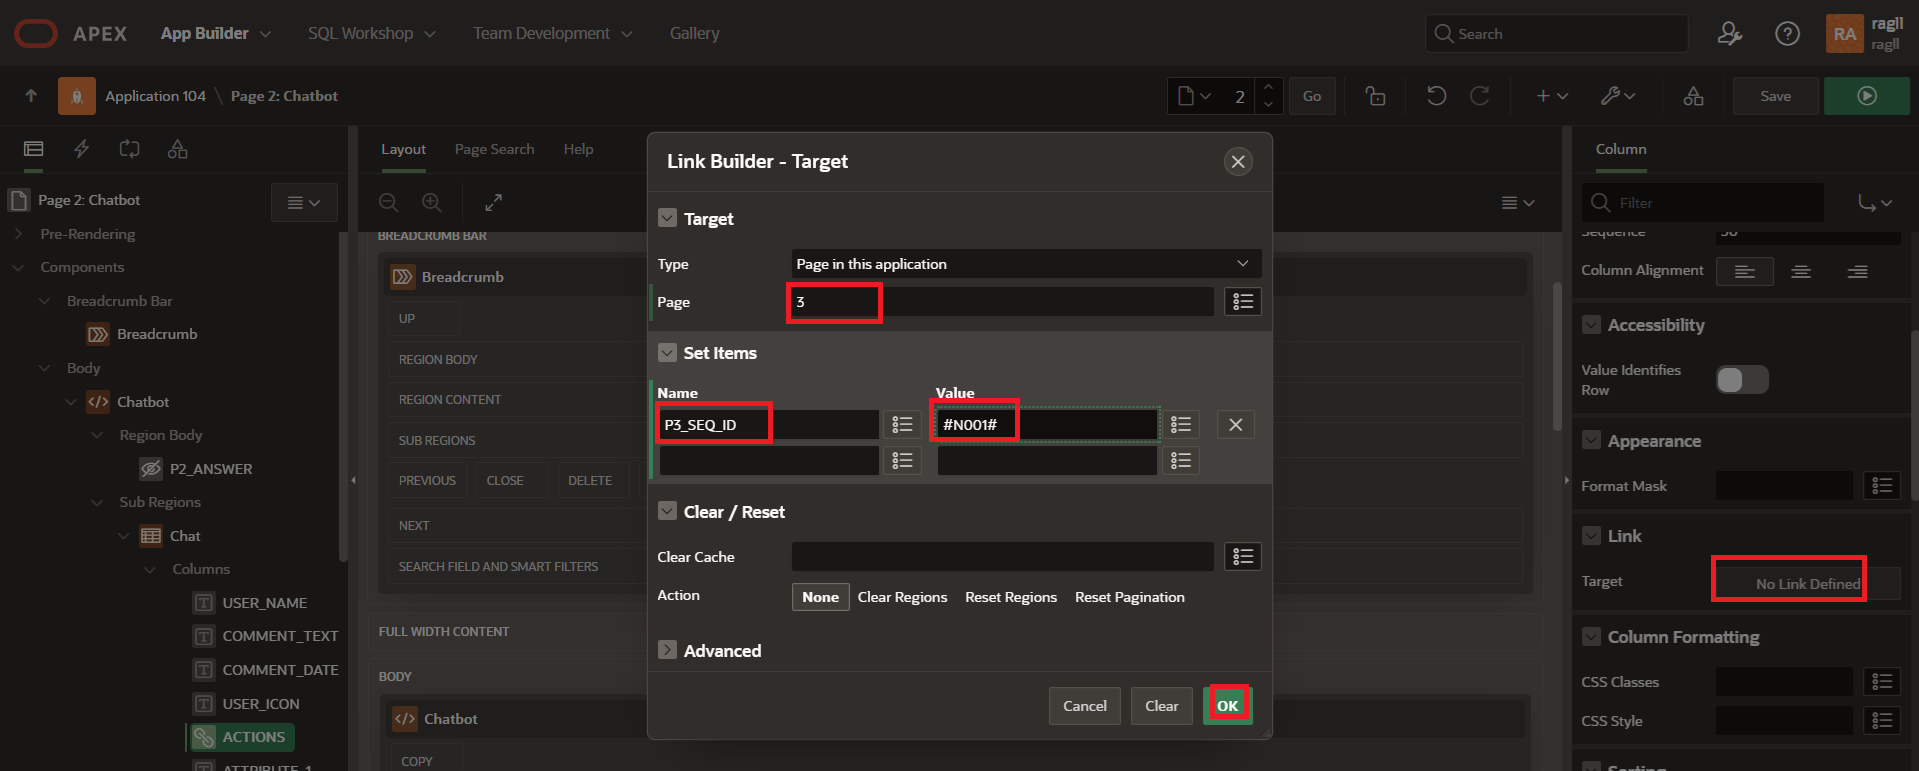 APEX
App Builder
SQL Workshop
Team Development
Gallery
Search
RA
ragll
ragll
Application 104 \ Page 2: Chatbot
2
Go
Save
Layout
Page Search
Help
Page 2: Chatbot
Pre-Rendering
Components
Breadcrumb Bar
Breadcrumb
Body
Chatbot
Region Body
P2_ANSWER
Sub Regions
Chat
Columns
USER_NAME
COMMENT_TEXT
COMMENT_DATE
USER_ICON
ACTIONS
ATTRIBUTE_1
BREADCRUMB BAR
Breadcrumb
UP
REGION BODY
REGION CONTENT
SUB REGIONS
PREVIOUS
CLOSE
DELETE
NEXT
SEARCH FIELD AND SMART FILTERS
FULL WIDTH CONTENT
BODY
Chatbot
COPY
Link Builder - Target
Target
Type
Page in this application
Page
3
Set Items
Name
Value
P3_SEQ_ID
#N001#
Clear / Reset
Clear Cache
Action
None
Clear Regions
Reset Regions
Reset Pagination
Advanced
Cancel
Clear
OK
Column
Filter
Sequence
50
Column Alignment
Accessibility
Value Identifies
Row
Appearance
Format Mask
Link
Target
No Link Defined
Column Formatting
CSS Classes
CSS Style
Sorting